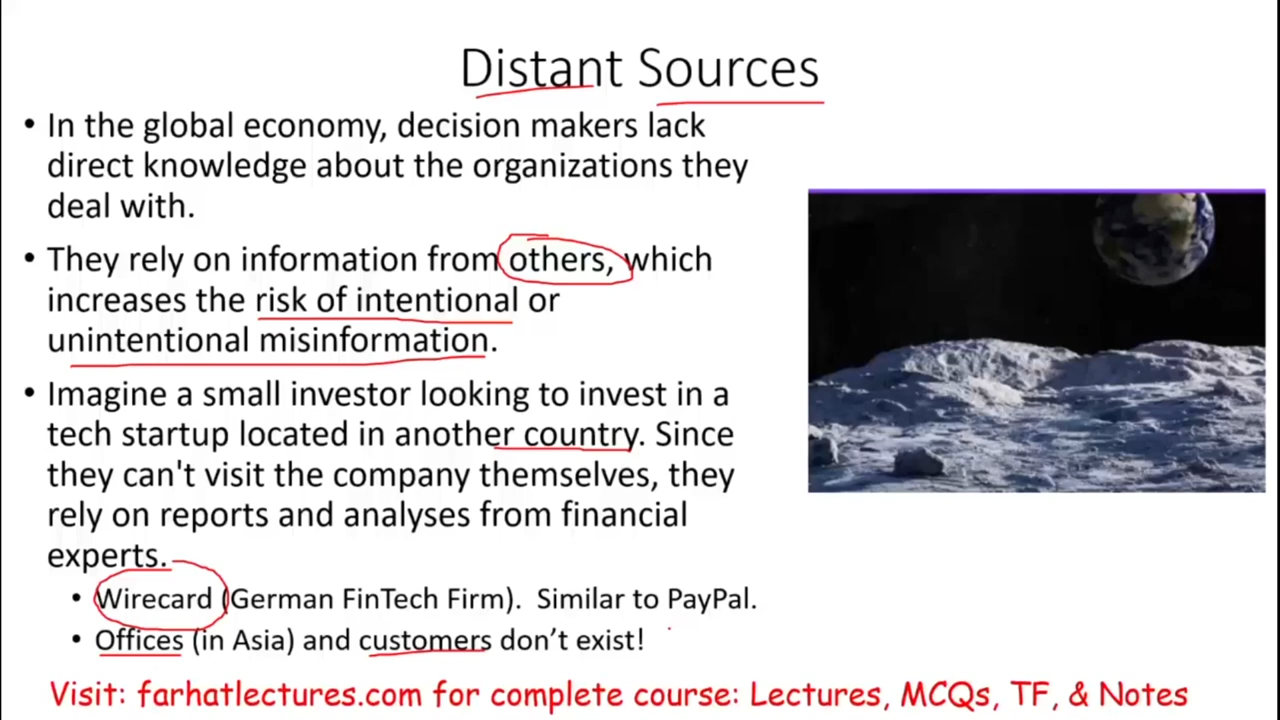 Distant Sources
• In the global economy, decision makers lack
direct knowledge about the organizations they
deal with.
• They rely on information from others, which
increases the risk of intentional or
unintentional misinformation.
• Imagine a small investor looking to invest in a
tech startup located in another country. Since
they can't visit the company themselves, they
rely on reports and analyses from financial
experts.
• Wirecard (German FinTech Firm).  Similar to PayPal.
• Offices (in Asia) and customers don’t exist!
Visit: farhatlectures.com for complete course: Lectures, MCQs, TF, & Notes